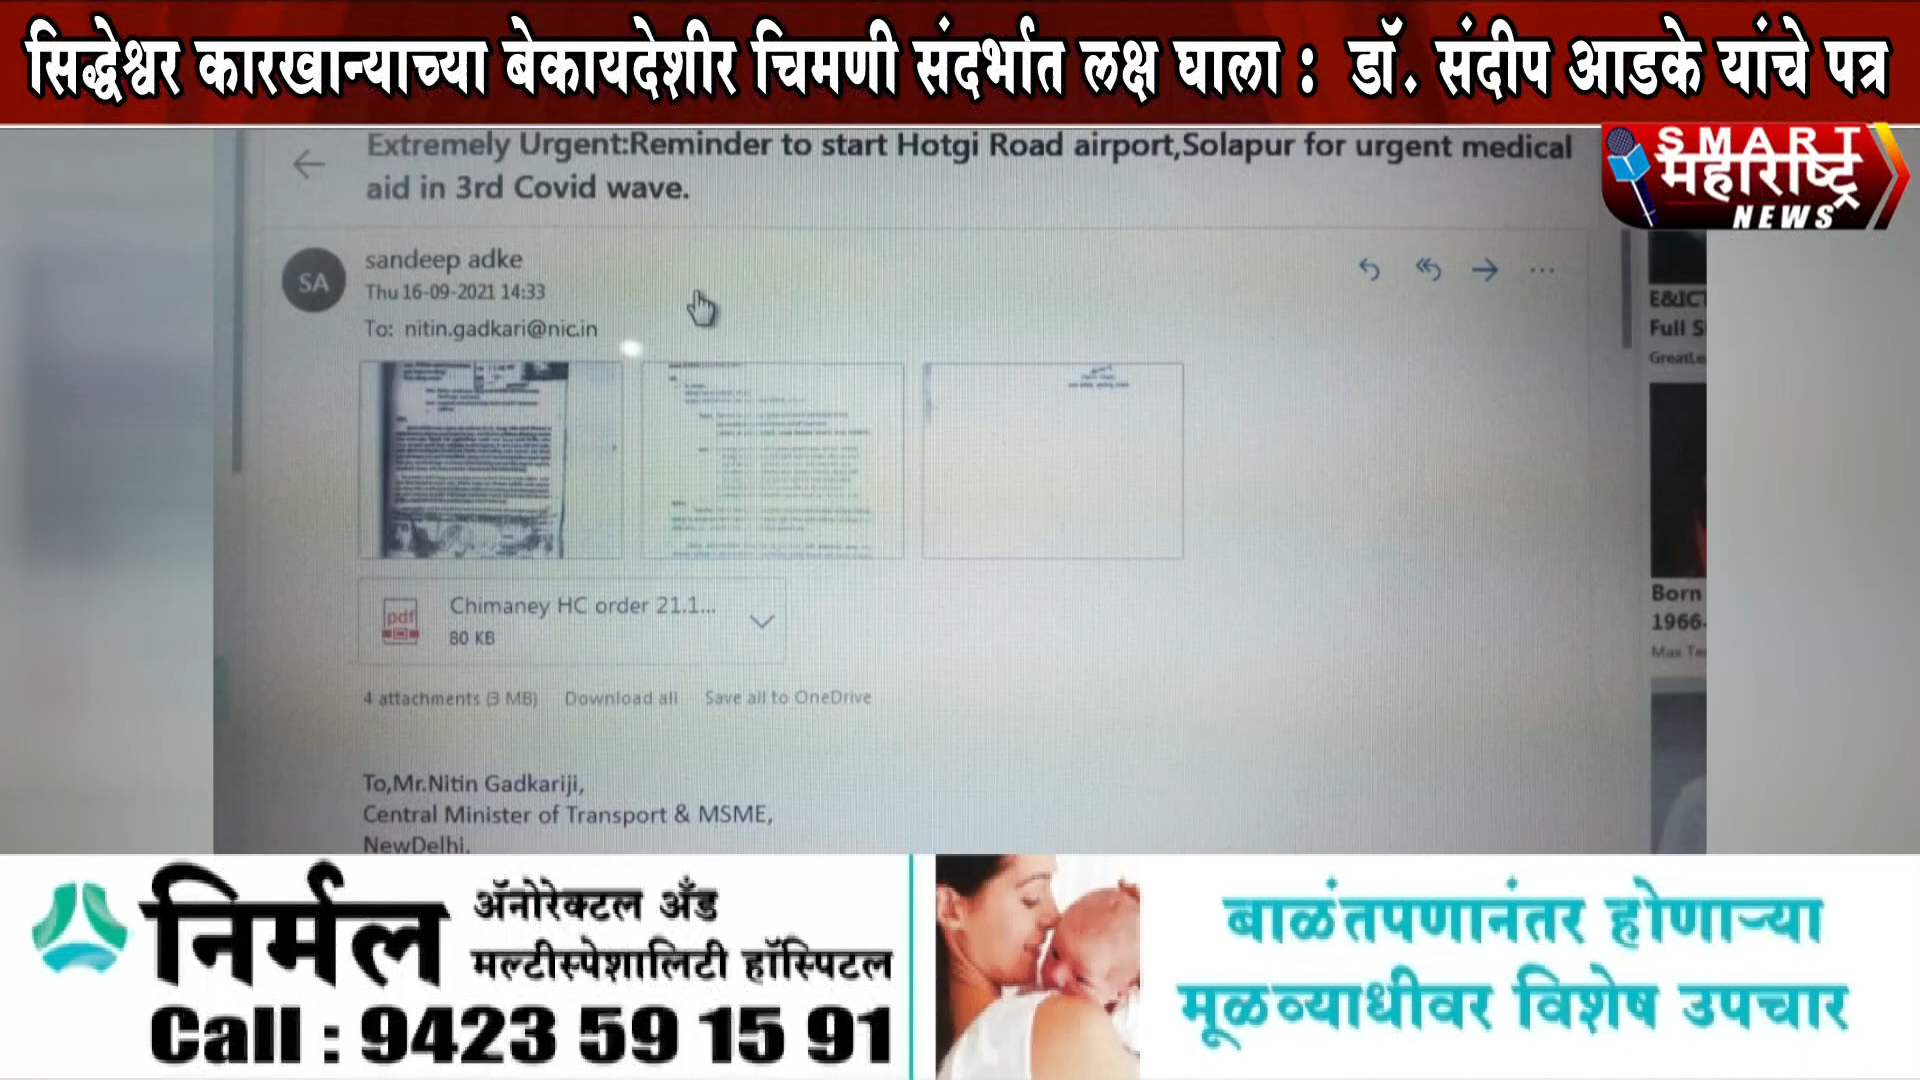 सिद्धेश्वर कारखान्याच्या बेकायदेशीर चिमणी संदर्भात लक्ष घाला : डॉ. संदीप आडके यांचे पत्र
SMART
महाराष्ट्र
NEWS
Extremely Urgent:Reminder to start Hotgi Road airport,Solapur for urgent medical
aid in 3rd Covid wave.
SA
sandeep adke
Thu 16-09-2021 14:33
To: nitin.gadkari@nic.in
E&ICT
Full S
GreatLe
pdf
Chimaney HC order 21.1...
80 KB
Born
1966-
Max Te
4 attachments (3 MB) Download all Save all to OneDrive
To,Mr.Nitin Gadkariji,
Central Minister of Transport & MSME,
NewDelhi.
निर्मल
ॲनोरेक्टल अँड
मल्टीस्पेशालिटी हॉस्पिटल
Call : 9423 59 15 91
बाळंतपणानंतर होणाऱ्या
मूळव्याधीवर विशेष उपचार